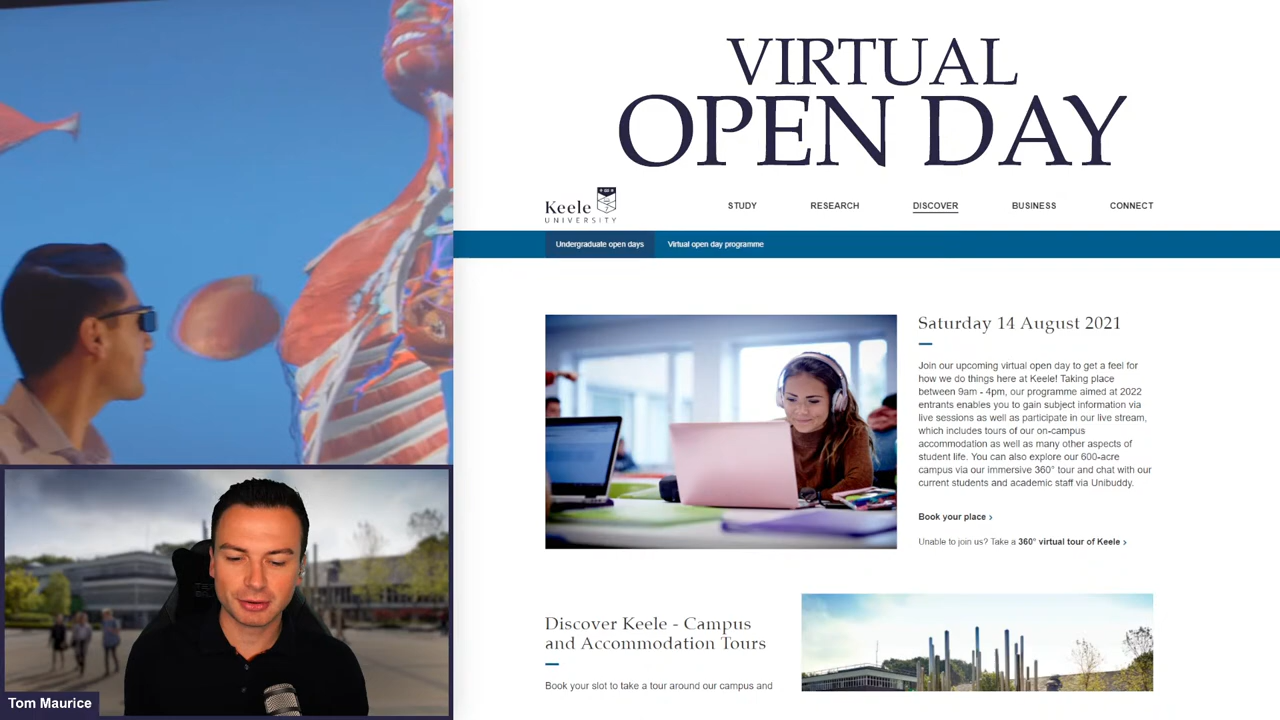 VIRTUAL
OPEN DAY
Keele
UNIVERSITY
STUDY
RESEARCH
DISCOVER
BUSINESS
CONNECT
Undergraduate open days
Virtual open day programme
Saturday 14 August 2021
Join our upcoming virtual open day to get a feel for
how we do things here at Keele! Taking place
between 9am - 4pm, our programme aimed at 2022
entrants enables you to gain subject information via
live sessions as well as participate in our live stream,
which includes tours of our on-campus
accommodation as well as many other aspects of
student life. You can also explore our 600-acre
campus via our immersive 360° tour and chat with our
current students and academic staff via Unibuddy.
Book your place ›
Unable to join us? Take a 360° virtual tour of Keele ›
Discover Keele - Campus
and Accommodation Tours
Book your slot to take a tour around our campus and
Tom Maurice